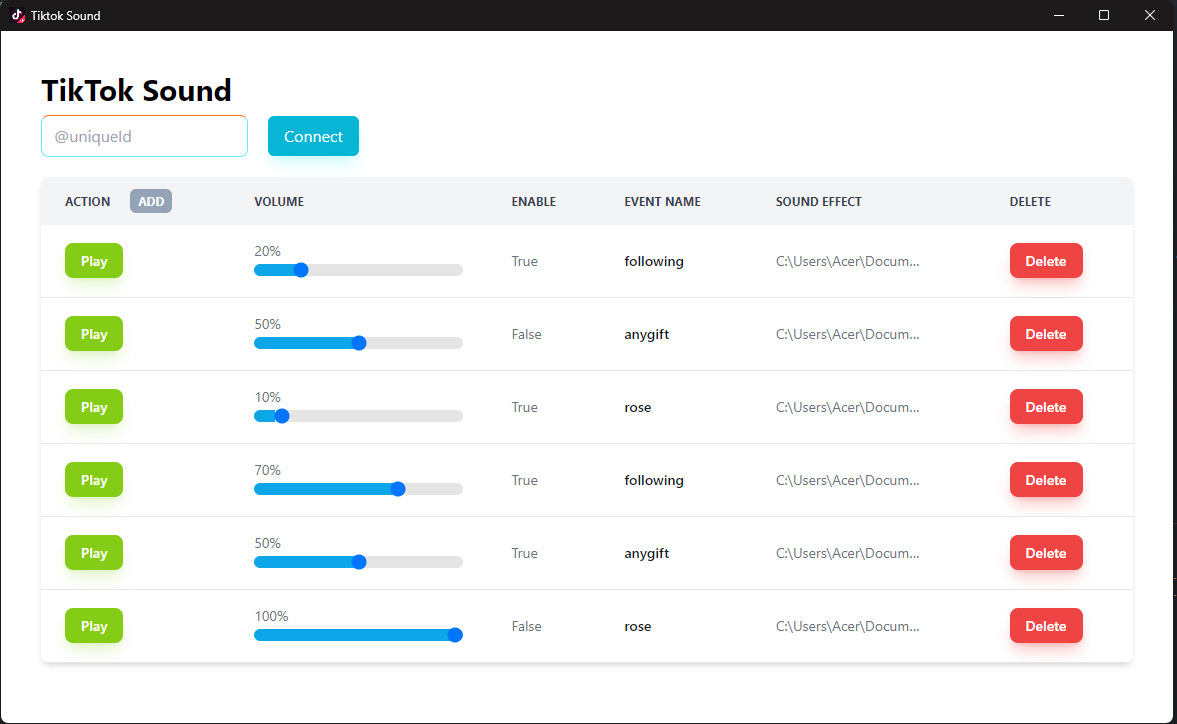 Tiktok Sound
TikTok Sound
@uniqueId
Connect
ACTION ADD VOLUME ENABLE EVENT NAME SOUND EFFECT DELETE
20%
Play True following C:\Users\Acer\Docum... Delete
50%
Play False anygift C:\Users\Acer\Docum... Delete
10%
Play True rose C:\Users\Acer\Docum... Delete
70%
Play True following C:\Users\Acer\Docum... Delete
50%
Play True anygift C:\Users\Acer\Docum... Delete
100%
Play False rose C:\Users\Acer\Docum... Delete